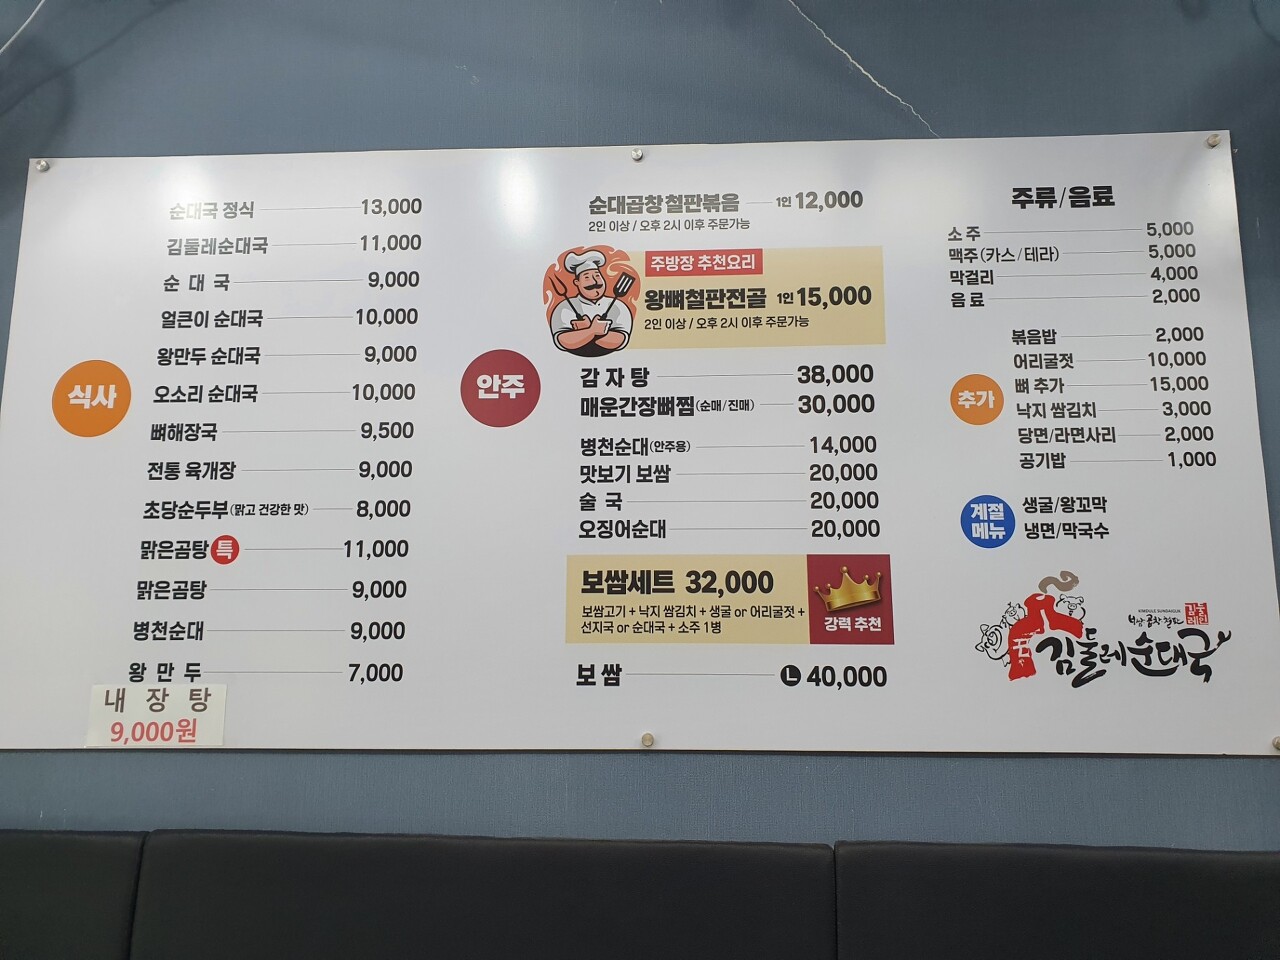 식사
순대국 정식 13,000
김둘레순대국 11,000
순 대 국 9,000
얼큰이 순대국 10,000
왕만두 순대국 9,000
오소리 순대국 10,000
뼈해장국 9,500
전통 육개장 9,000
초당순두부(맑고 건강한 맛) 8,000
맑은곰탕 특 11,000
맑은곰탕 9,000
병천순대 9,000
왕 만 두 7,000
내 장 탕
9,000원
안주
순대곱창 철판볶음 1인 12,000
2인 이상 / 오후 2시 이후 주문가능
주방장 추천요리
왕뼈철판전골 1인 15,000
2인 이상 / 오후 2시 이후 주문가능
감 자 탕 38,000
매운간장뼈찜(순매/진매) 30,000
병천순대(안주용) 14,000
맛보기 보쌈 20,000
술 국 20,000
오징어순대 20,000
보쌈세트 32,000
보쌈고기 + 낙지 쌈김치 + 생굴 or 어리굴젓 +
선지국 or 순대국 + 소주 1병
강력 추천
보 쌈 L 40,000
주류/음료
소 주 5,000
맥주(카스/테라) 5,000
막걸리 4,000
음 료 2,000
추가
볶음밥 2,000
어리굴젓 10,000
뼈 추가 15,000
낙지 쌈김치 3,000
당면/라면사리 2,000
공기밥 1,000
계절
메뉴
생굴/왕꼬막
냉면/막국수
KIMDULE SUNDAEGUK
보쌈 곱창 철판
김둘레
김둘레순대국